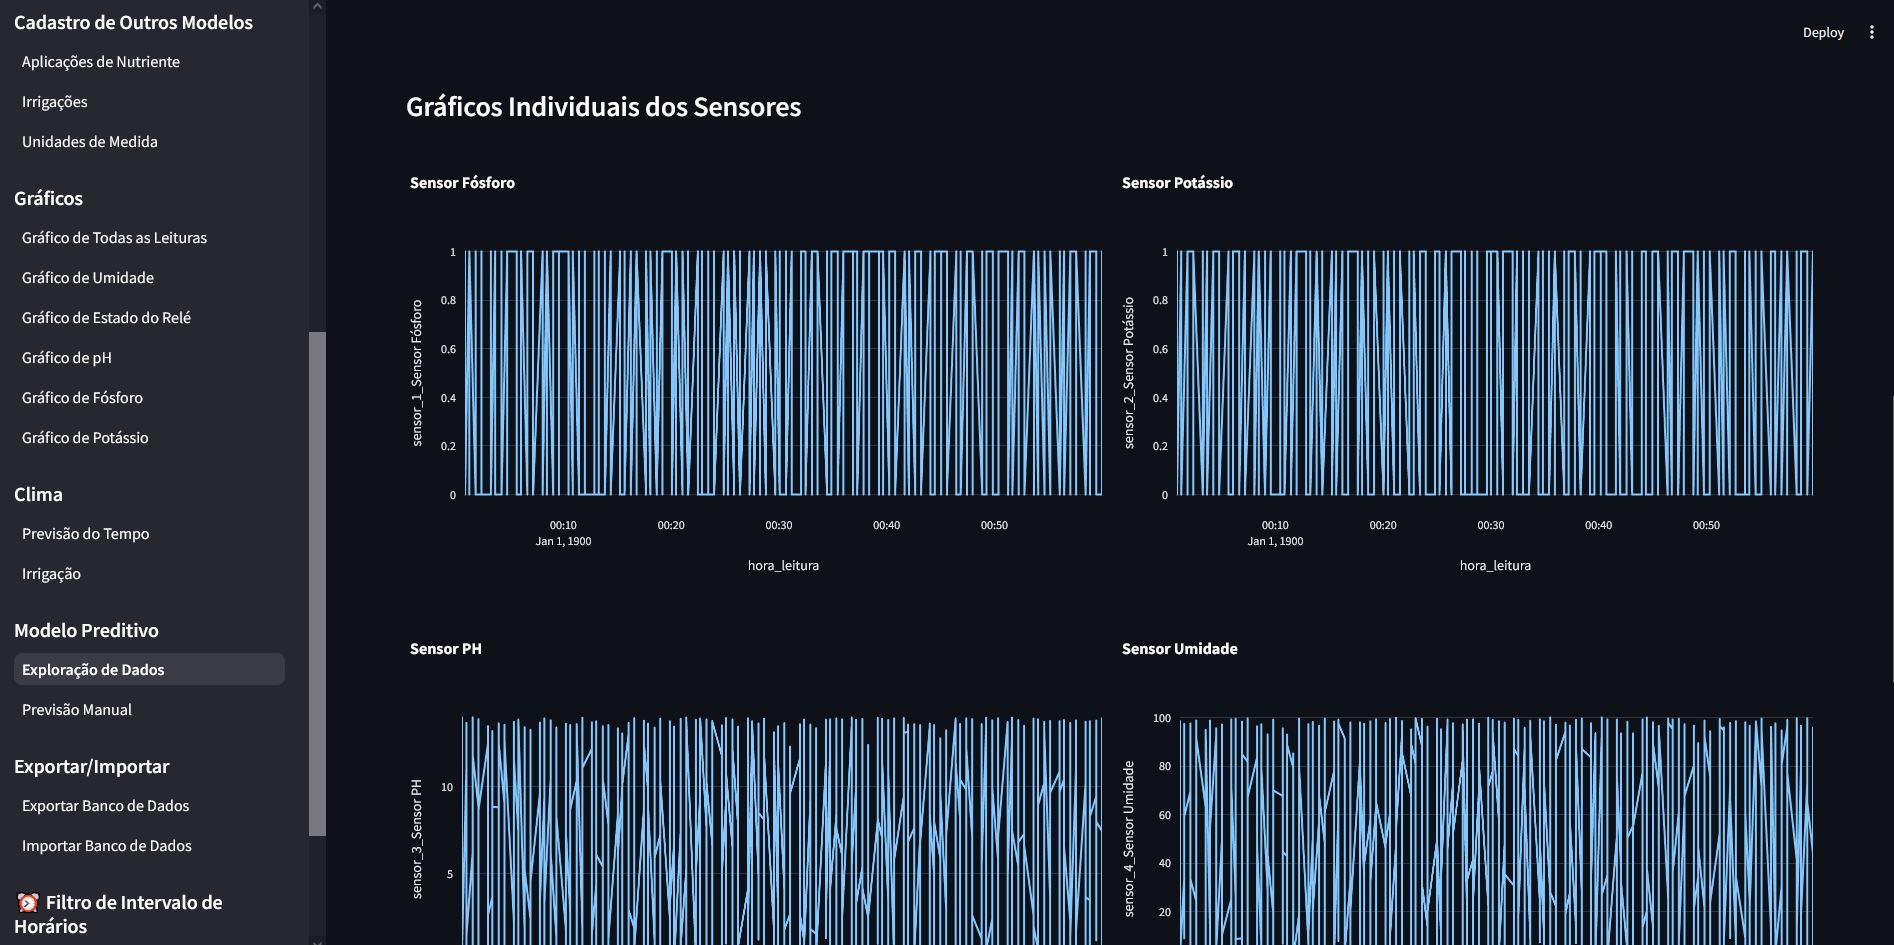 Cadastro de Outros Modelos
Aplicações de Nutriente
Irrigações
Unidades de Medida
Gráficos
Gráfico de Todas as Leituras
Gráfico de Umidade
Gráfico de Estado do Relé
Gráfico de pH
Gráfico de Fósforo
Gráfico de Potássio
Clima
Previsão do Tempo
Irrigação
Modelo Preditivo
Exploração de Dados
Previsão Manual
Exportar/Importar
Exportar Banco de Dados
Importar Banco de Dados
⏰ Filtro de Intervalo de
Horários
Deploy
Gráficos Individuais dos Sensores
Sensor Fósforo
sensor_1_Sensor Fósforo
1
0.8
0.6
0.4
0.2
0
00:10 00:20 00:30 00:40 00:50
Jan 1, 1900
hora_leitura
Sensor Potássio
sensor_2_Sensor Potássio
1
0.8
0.6
0.4
0.2
0
00:10 00:20 00:30 00:40 00:50
Jan 1, 1900
hora_leitura
Sensor PH
sensor_3_Sensor PH
10
5
Sensor Umidade
sensor_4_Sensor Umidade
100
80
60
40
20